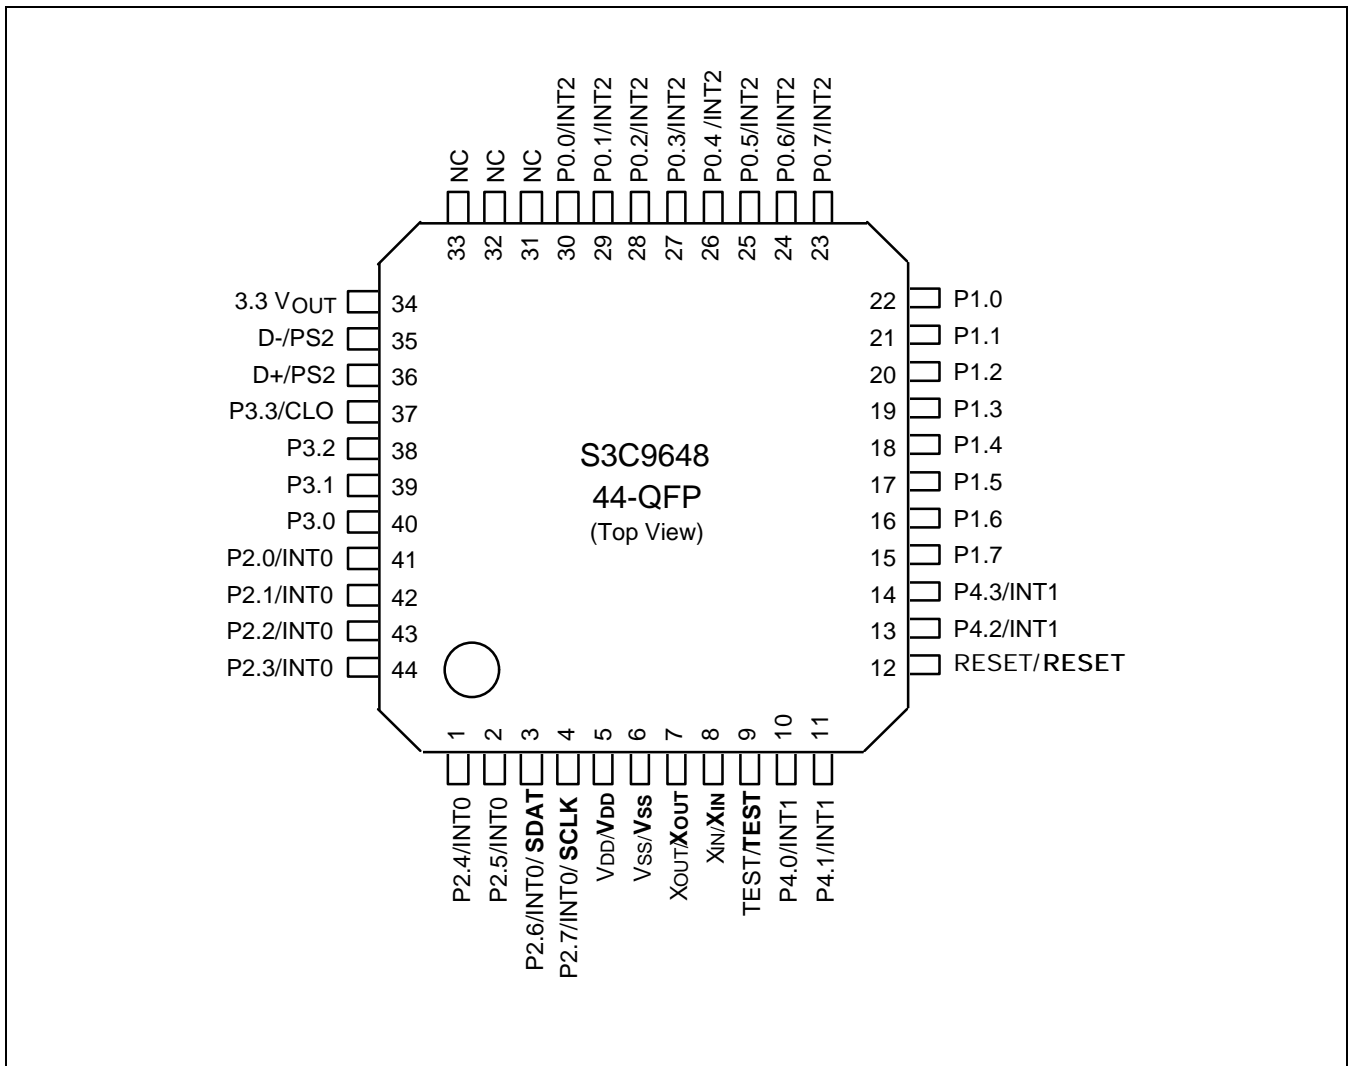 NC
NC
NC
P0.0/INT2
P0.1/INT2
P0.2/INT2
P0.3/INT2
P0.4 /INT2
P0.5/INT2
P0.6/INT2
P0.7/INT2
33
32
31
30
29
28
27
26
25
24
23
3.3 VOUT 34
D-/PS2 35
D+/PS2 36
P3.3/CLO 37
P3.2 38
P3.1 39
P3.0 40
P2.0/INT0 41
P2.1/INT0 42
P2.2/INT0 43
P2.3/INT0 44
S3C9648
44-QFP
(Top View)
22 P1.0
21 P1.1
20 P1.2
19 P1.3
18 P1.4
17 P1.5
16 P1.6
15 P1.7
14 P4.3/INT1
13 P4.2/INT1
12 RESET/RESET
1
2
3
4
5
6
7
8
9
10
11
P2.4/INT0
P2.5/INT0
P2.6/INT0/ SDAT
P2.7/INT0/ SCLK
VDD/VDD
VSS/VSS
XOUT/XOUT
XIN/XIN
TEST/TEST
P4.0/INT1
P4.1/INT1